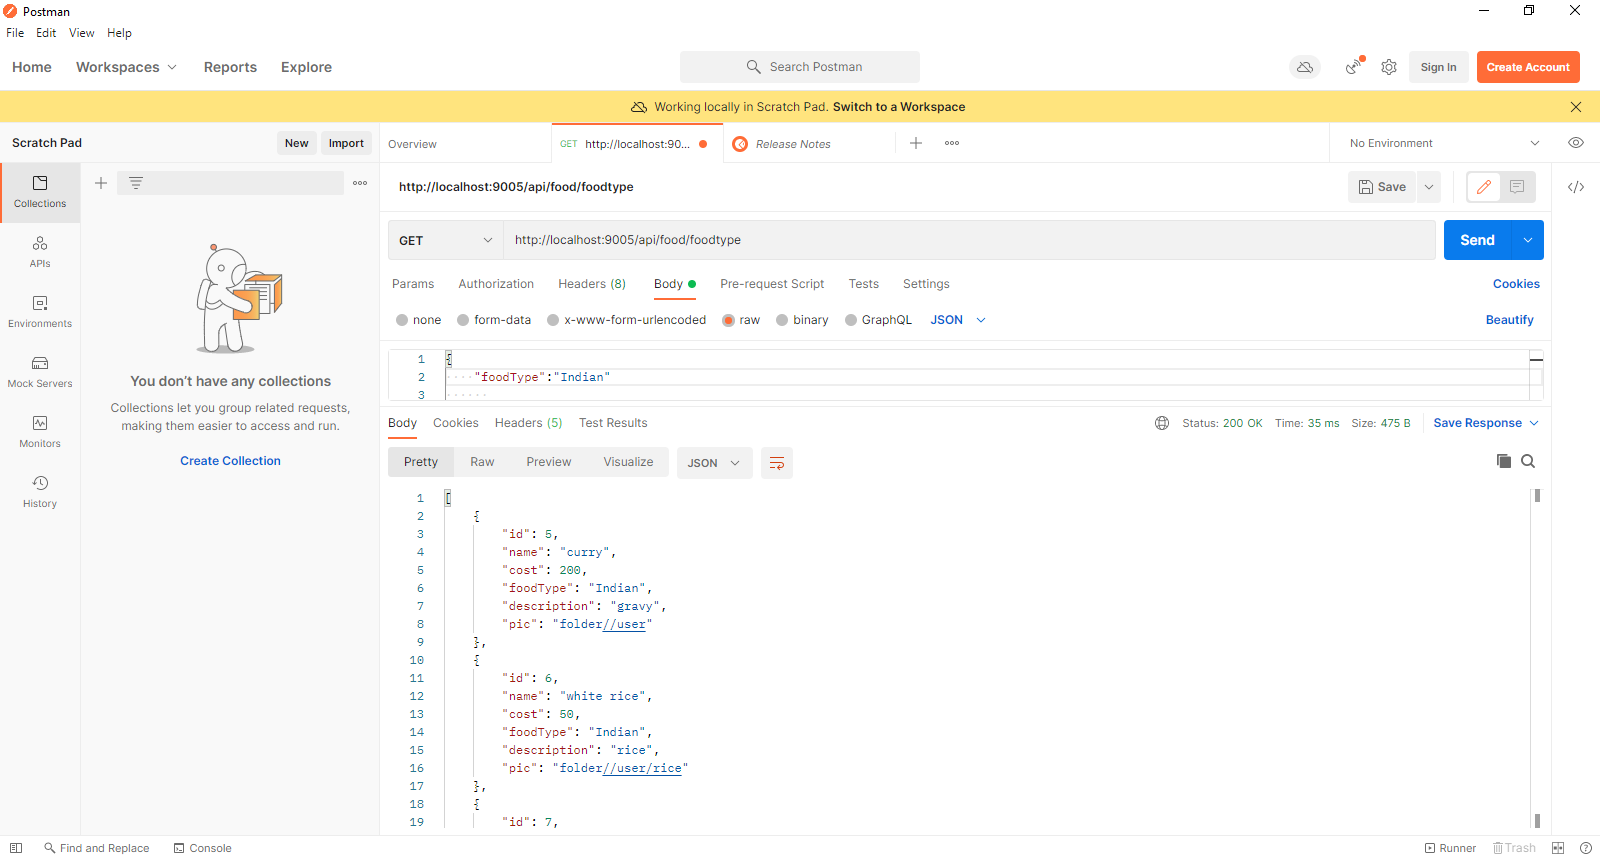 Postman
File Edit View Help
Home Workspaces Reports Explore Search Postman Sign In Create Account
Working locally in Scratch Pad. Switch to a Workspace
Scratch Pad New Import Overview GET http://localhost:90... Release Notes No Environment
http://localhost:9005/api/food/foodtype Save
Collections
GET http://localhost:9005/api/food/foodtype Send
APIs
Params Authorization Headers (8) Body Pre-request Script Tests Settings Cookies
Environments
none form-data x-www-form-urlencoded raw binary GraphQL JSON Beautify
1 {
2 "foodType":"Indian"
3
Mock Servers
You don't have any collections
Collections let you group related requests,
making them easier to access and run.
Create Collection
Monitors
History
Body Cookies Headers (5) Test Results Status: 200 OK Time: 35 ms Size: 475 B Save Response
Pretty Raw Preview Visualize JSON
1 [
2 {
3 "id": 5,
4 "name": "curry",
5 "cost": 200,
6 "foodType": "Indian",
7 "description": "gravy",
8 "pic": "folder//user"
9 },
10 {
11 "id": 6,
12 "name": "white rice",
13 "cost": 50,
14 "foodType": "Indian",
15 "description": "rice",
16 "pic": "folder//user/rice"
17 },
18 {
19 "id": 7,
Find and Replace Console Runner Trash